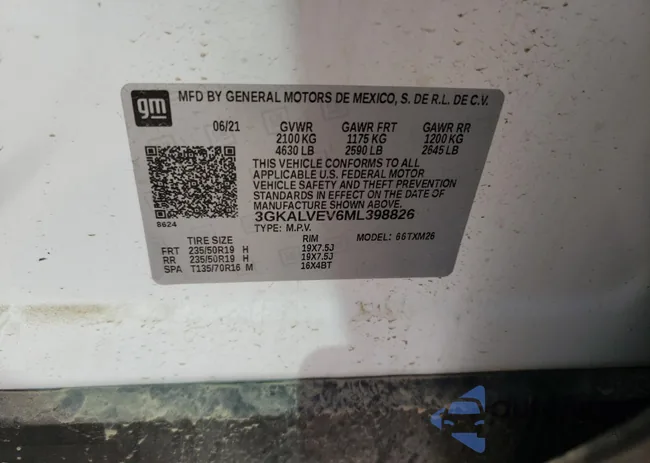 gm
MFD BY GENERAL MOTORS DE MEXICO, S. DE R.L. DE C.V.
06/21 GVWR GAWR FRT GAWR RR
2100 KG 1175 KG 1200 KG
4630 LB 2590 LB 2645 LB
THIS VEHICLE CONFORMS TO ALL
APPLICABLE U.S. FEDERAL MOTOR
VEHICLE SAFETY AND THEFT PREVENTION
STANDARDS IN EFFECT ON THE DATE OF
MANUFACTURE SHOWN ABOVE.
3GKALVEV6ML398826
8624
TYPE: M.P.V. MODEL: 66TXM26
TIRE SIZE RIM
FRT 235/50R19 H 19X7.5J
RR 235/50R19 H 19X7.5J
SPA T135/70R16 M 16X4BT